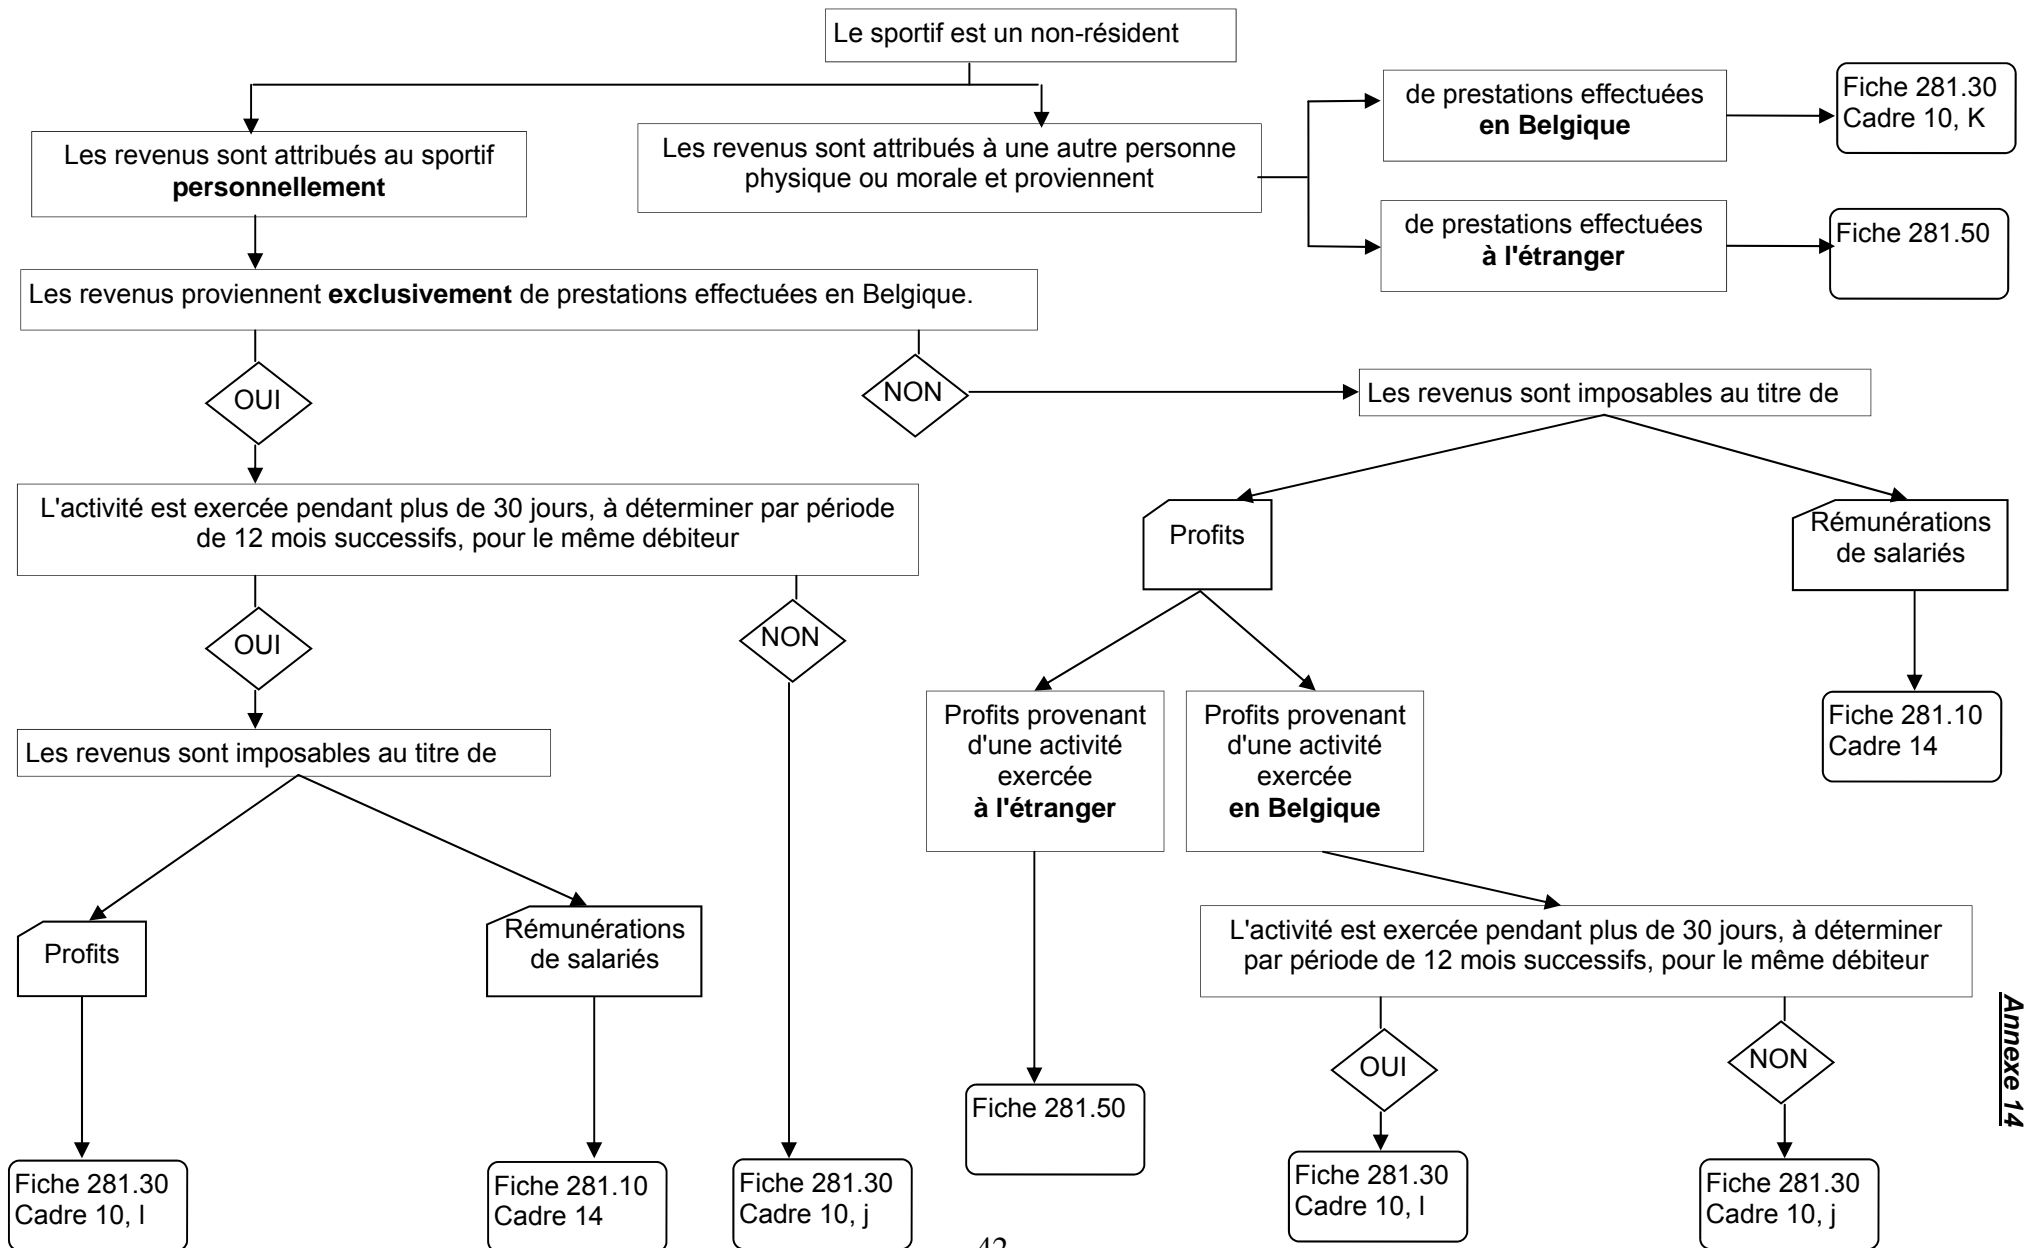 Le sportif est un non-résident
Les revenus sont attribués au sportif
personnellement
Les revenus sont attribués à une autre personne
physique ou morale et proviennent
de prestations effectuées
en Belgique
Fiche 281.30
Cadre 10, K
de prestations effectuées
à l'étranger
Fiche 281.50
Les revenus proviennent exclusivement de prestations effectuées en Belgique.
OUI
NON
Les revenus sont imposables au titre de
L'activité est exercée pendant plus de 30 jours, à déterminer par période
de 12 mois successifs, pour le même débiteur
Profits
Rémunérations
de salariés
OUI
NON
Profits provenant
d'une activité
exercée
à l'étranger
Profits provenant
d'une activité
exercée
en Belgique
Fiche 281.10
Cadre 14
Les revenus sont imposables au titre de
Profits
Rémunérations
de salariés
L'activité est exercée pendant plus de 30 jours, à déterminer
par période de 12 mois successifs, pour le même débiteur
Annexe 14
OUI
NON
Fiche 281.50
Fiche 281.30
Cadre 10, l
Fiche 281.10
Cadre 14
Fiche 281.30
Cadre 10, j
Fiche 281.30
Cadre 10, l
Fiche 281.30
Cadre 10, j
42